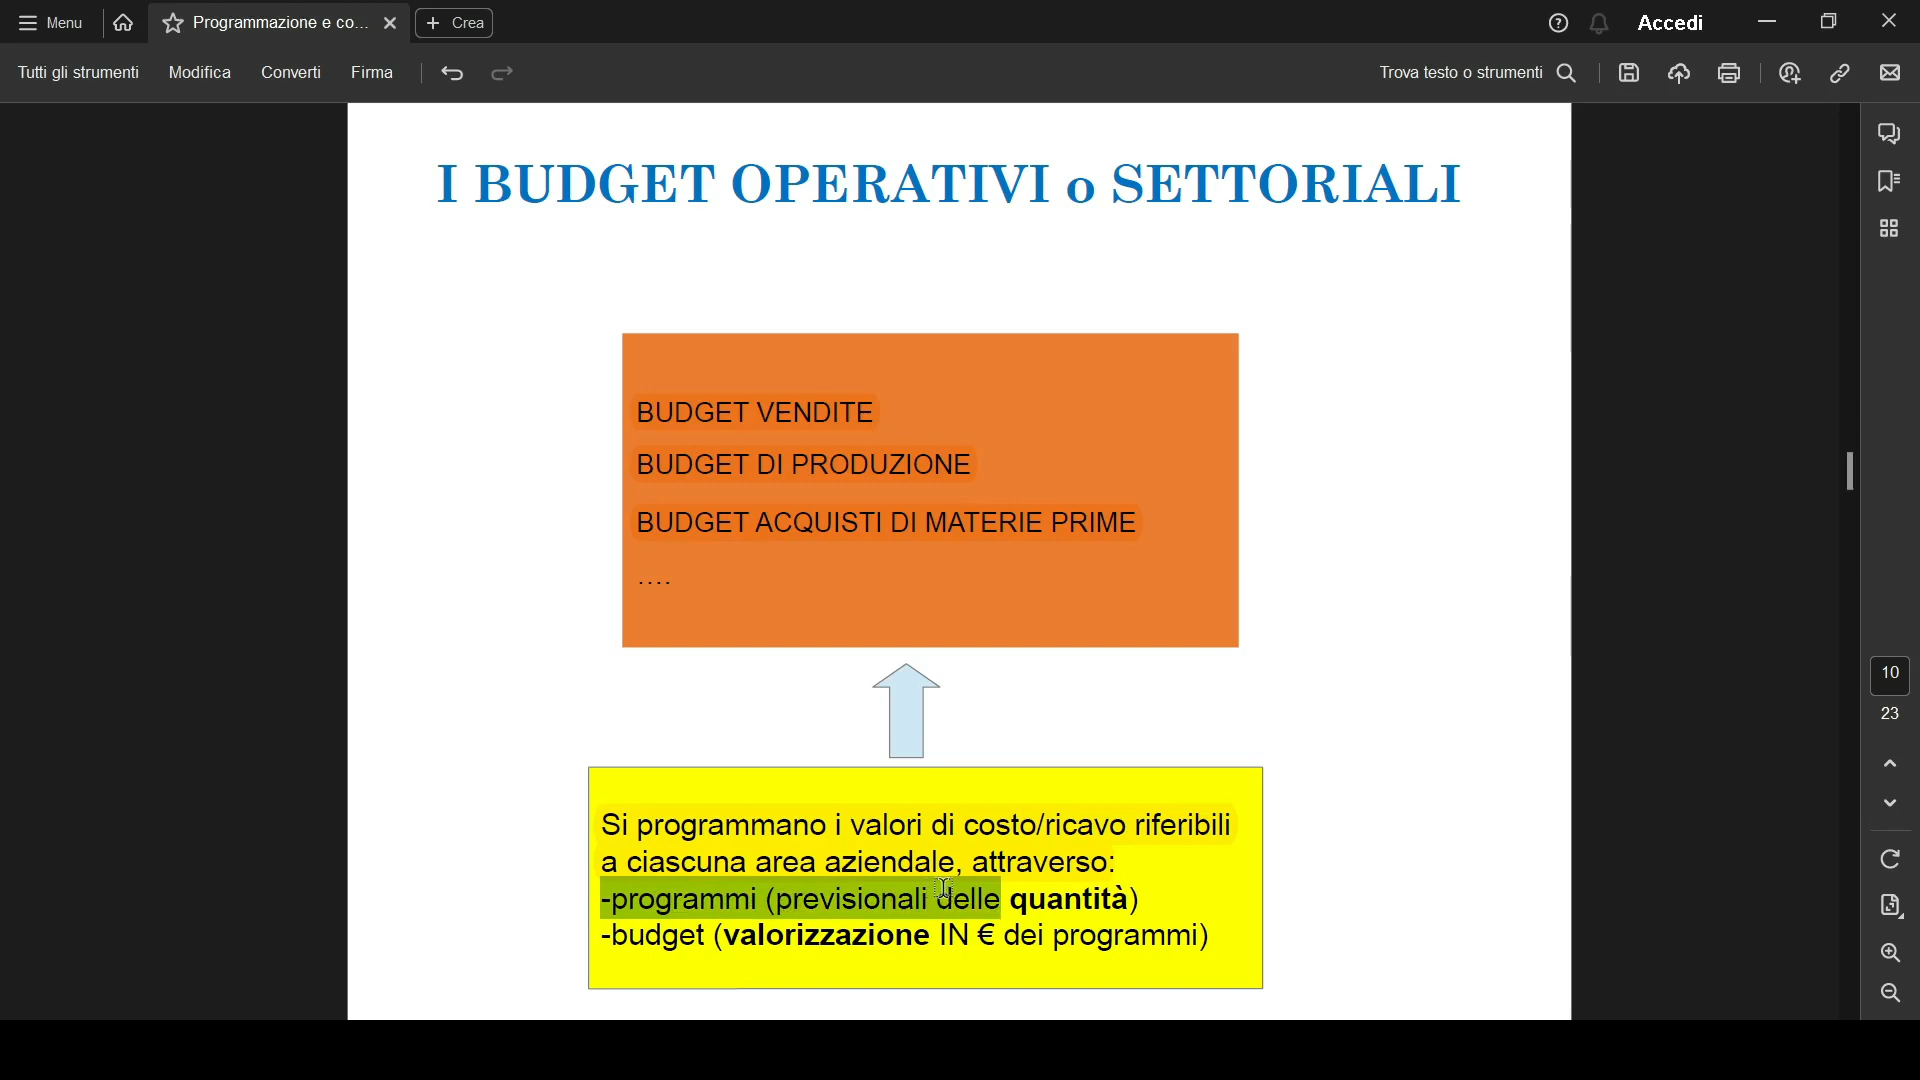 Menu
Programmazione e co...
Crea
Accedi
Tutti gli strumenti
Modifica
Converti
Firma
Trova testo o strumenti
I BUDGET OPERATIVI o SETTORIALI
BUDGET VENDITE
BUDGET DI PRODUZIONE
BUDGET ACQUISTI DI MATERIE PRIME
....
Si programmano i valori di costo/ricavo riferibili
a ciascuna area aziendale, attraverso:
-programmi (previsionali delle quantità)
-budget (valorizzazione IN € dei programmi)
10
23